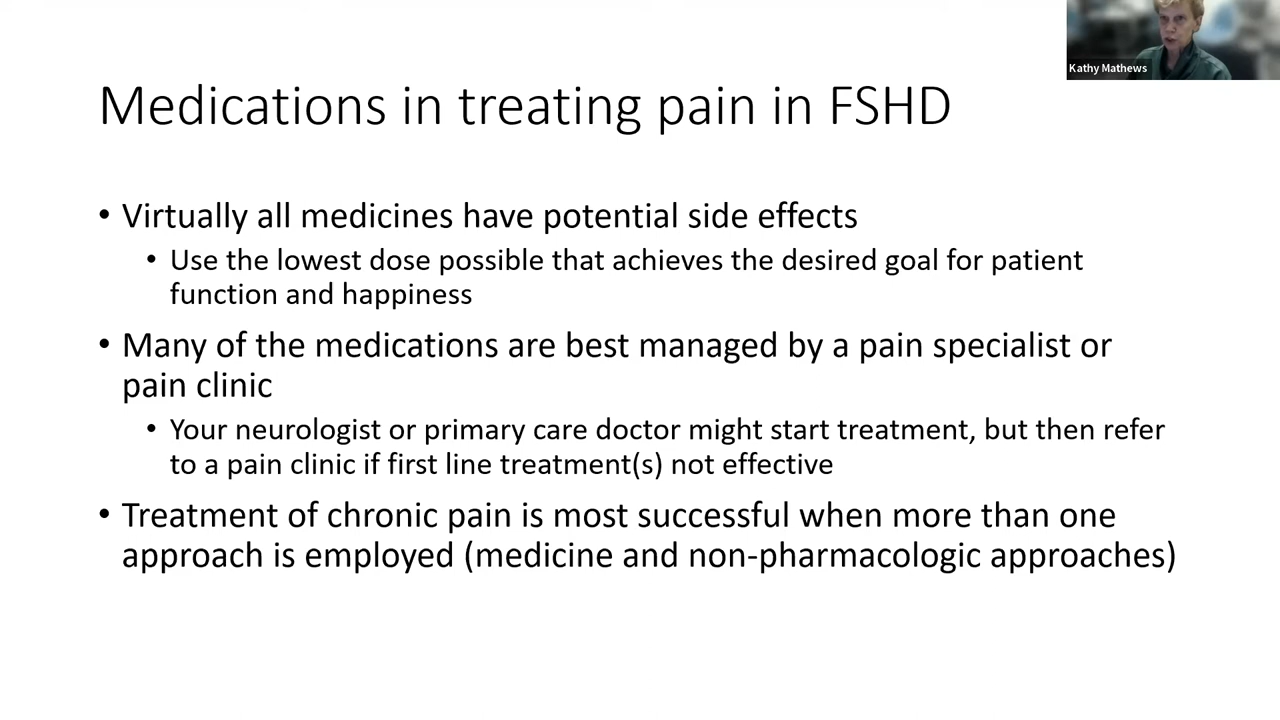 Kathy Mathews
Medications in treating pain in FSHD
• Virtually all medicines have potential side effects
• Use the lowest dose possible that achieves the desired goal for patient
function and happiness
• Many of the medications are best managed by a pain specialist or
pain clinic
• Your neurologist or primary care doctor might start treatment, but then refer
to a pain clinic if first line treatment(s) not effective
• Treatment of chronic pain is most successful when more than one
approach is employed (medicine and non-pharmacologic approaches)